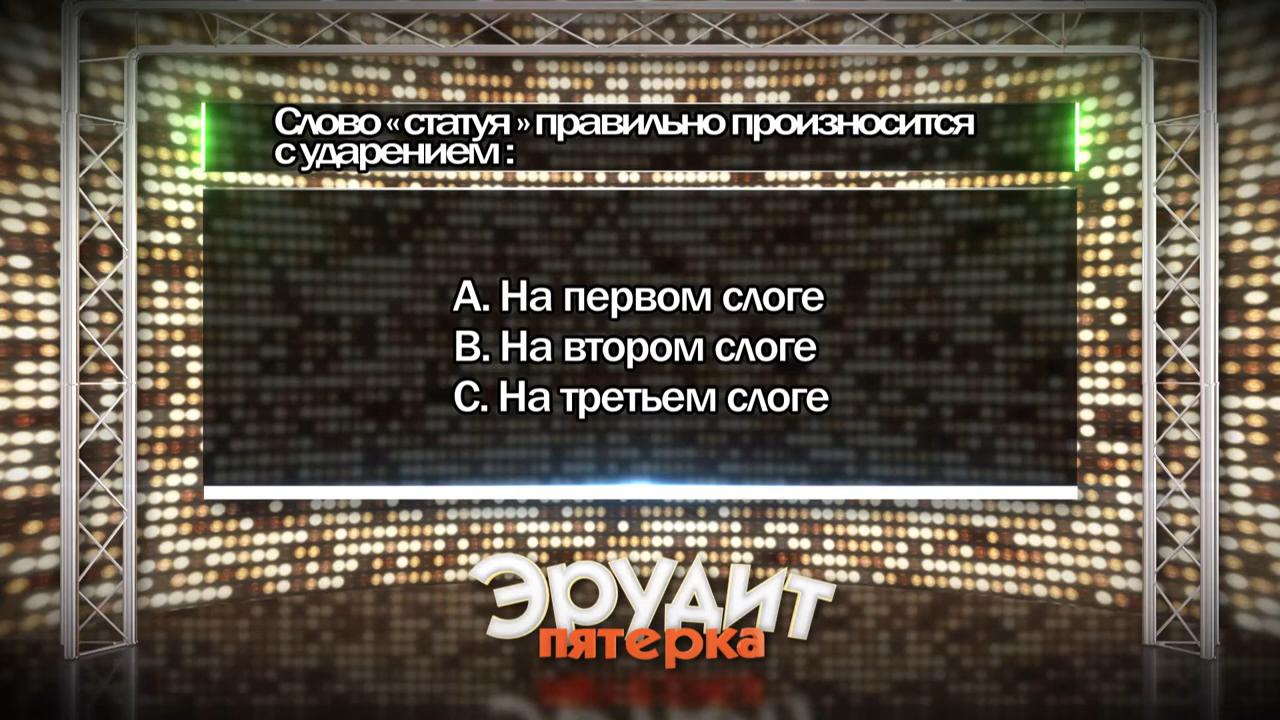 Слово « статуя » правильно произносится
с ударением :
А. На первом слоге
В. На втором слоге
С. На третьем слоге
Эрудит
пятерка